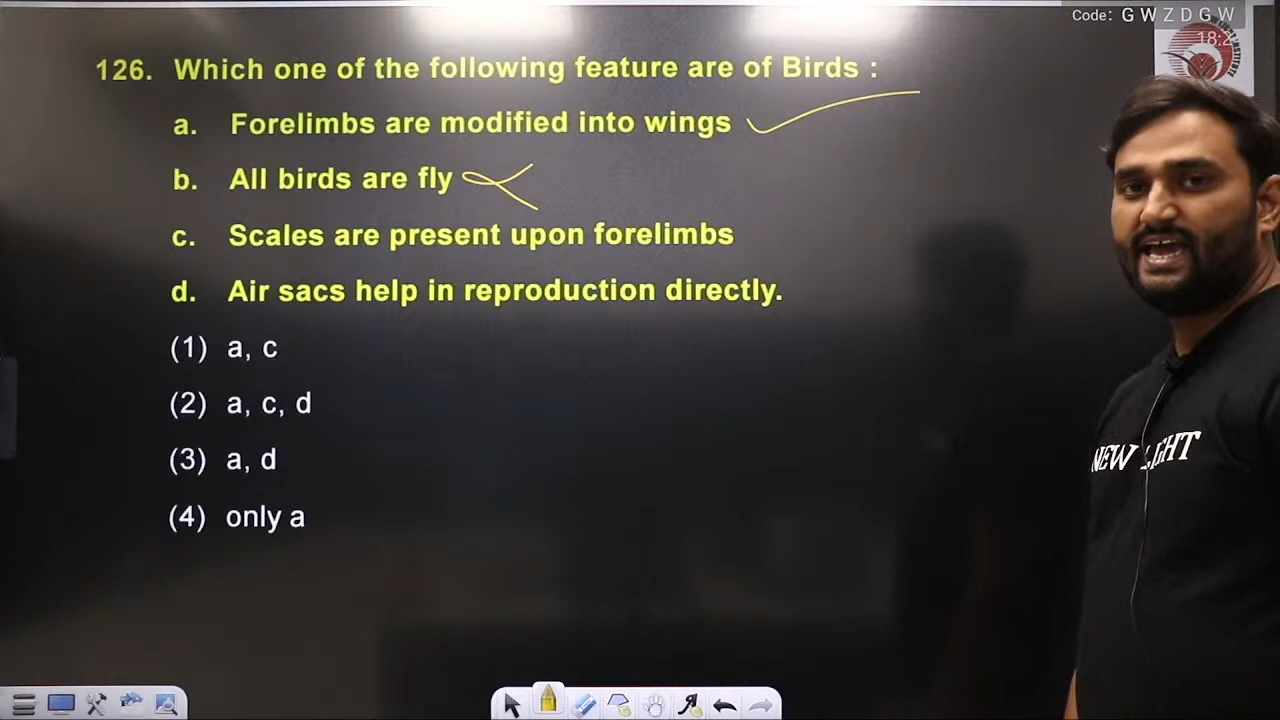 Code: G W Z D G W
126. Which one of the following feature are of Birds :
a. Forelimbs are modified into wings
b. All birds are fly
c. Scales are present upon forelimbs
d. Air sacs help in reproduction directly.
(1) a, c
(2) a, c, d
(3) a, d
(4) only a
NEW LIGHT